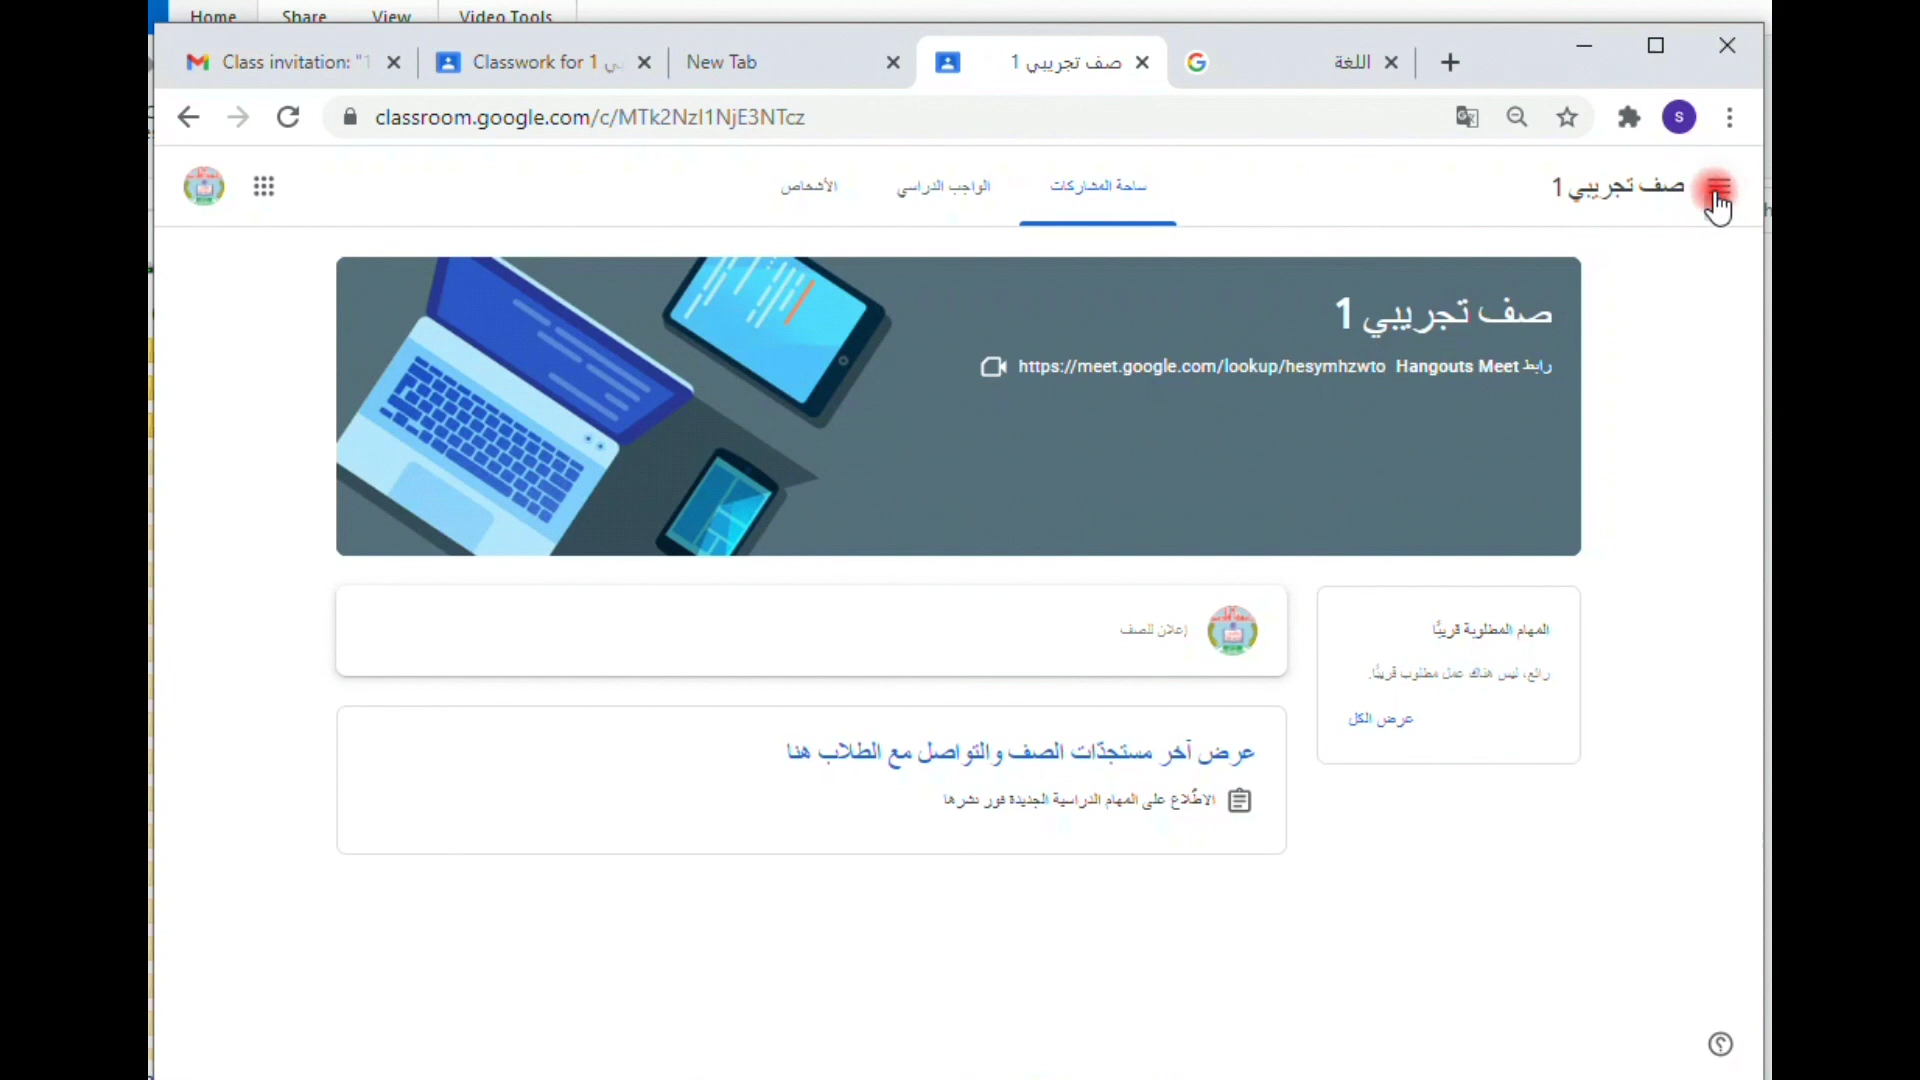 Home
Share
View
Video Tools
Class invitation: "1
Classwork for 1
New Tab
صف تجريبي 1
اللغة
classroom.google.com/c/MTk2NzI1NjE3NTcz
S
صف تجريبي 1
ساحة المشاركات
الواجب الدراسي
الأشخاص
صف تجريبي 1
رابط Hangouts Meet https://meet.google.com/lookup/hesymhzwto
المهام المطلوبة قريبًا
رائع، ليس هناك عمل مطلوب قريبًا.
عرض الكل
إعلان للصف
عرض آخر مستجدّات الصف والتواصل مع الطلاب هنا
الاطّلاع على المهام الدراسية الجديدة فور نشرها